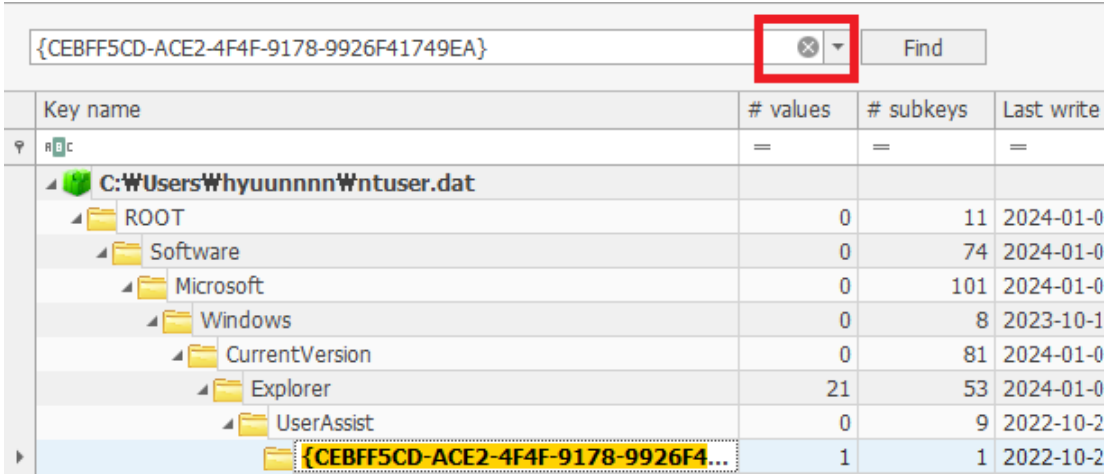 {CEBFF5CD-ACE2-4F4F-9178-9926F41749EA} Find
Key name # values # subkeys Last write
ABC = = =
C:₩Users₩hyuunnnn₩ntuser.dat
ROOT 0 11 2024-01-0
Software 0 74 2024-01-0
Microsoft 0 101 2024-01-0
Windows 0 8 2023-10-1
CurrentVersion 0 81 2024-01-0
Explorer 21 53 2024-01-0
UserAssist 0 9 2022-10-2
{CEBFF5CD-ACE2-4F4F-9178-9926F4... 1 1 2022-10-2